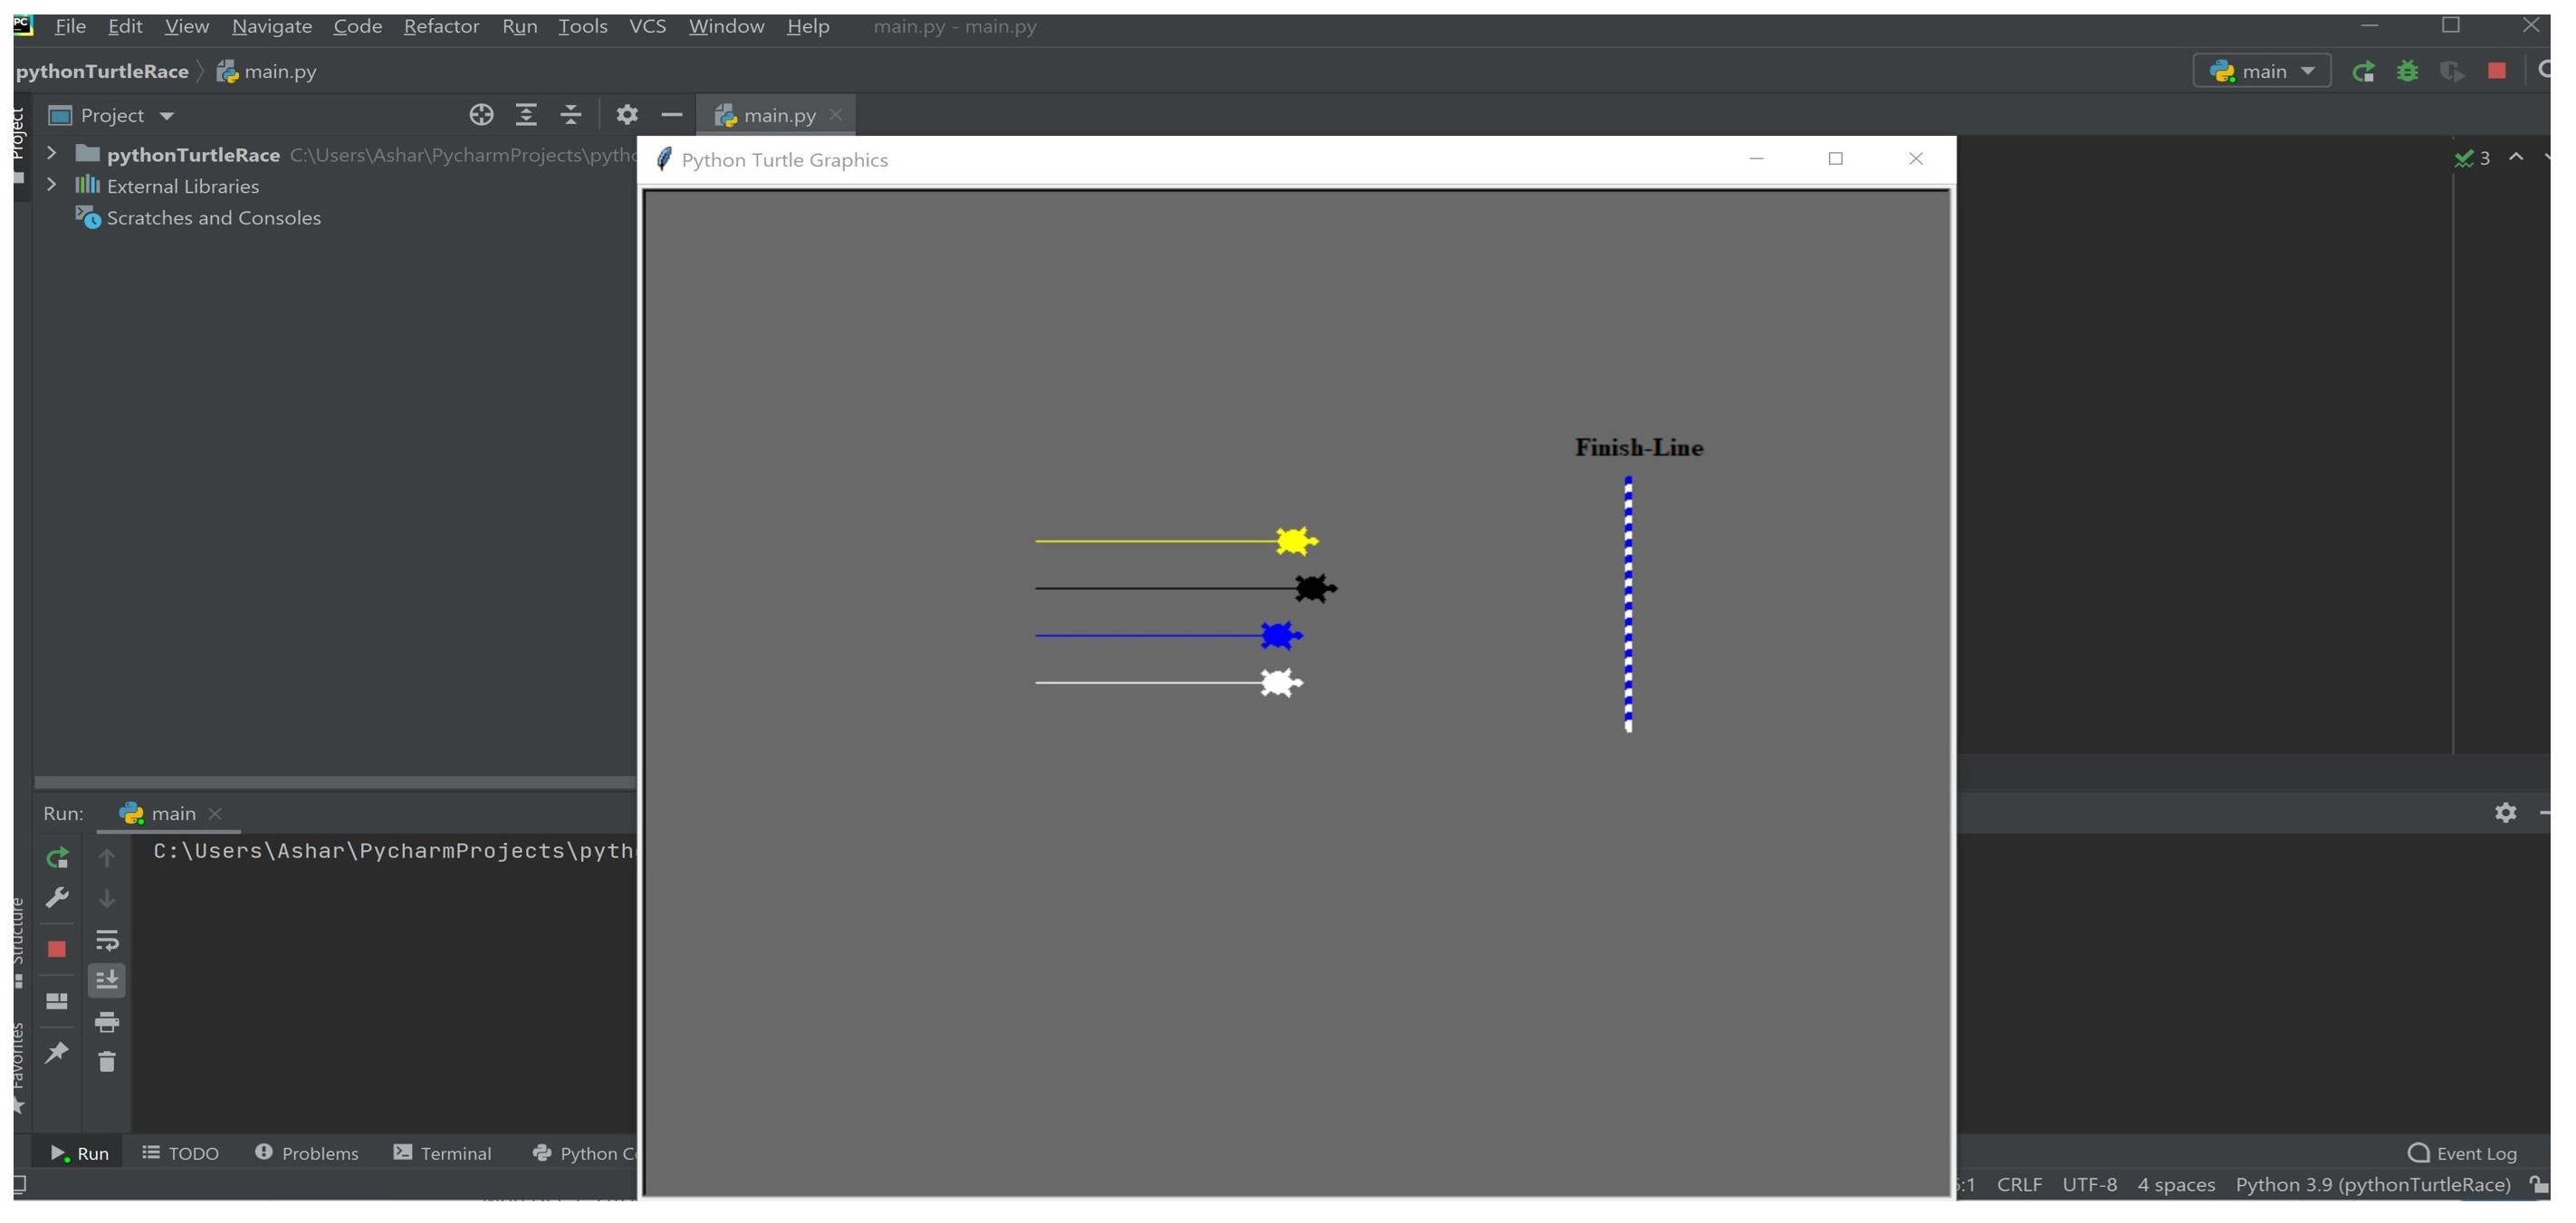 PC File Edit View Navigate Code Refactor Run Tools VCS Window Help main.py - main.py
pythonTurtleRace main.py main
Project main.py
Project
pythonTurtleRace C:\Users\Ashar\PycharmProjects\pytho
External Libraries
Scratches and Consoles
3
Python Turtle Graphics
Finish-Line
Run: main
C:\Users\Ashar\PycharmProjects\pyth
Structure
Favorites
Run TODO Problems Terminal Python Event Log
:1 CRLF UTF-8 4 spaces Python 3.9 (pythonTurtleRace)